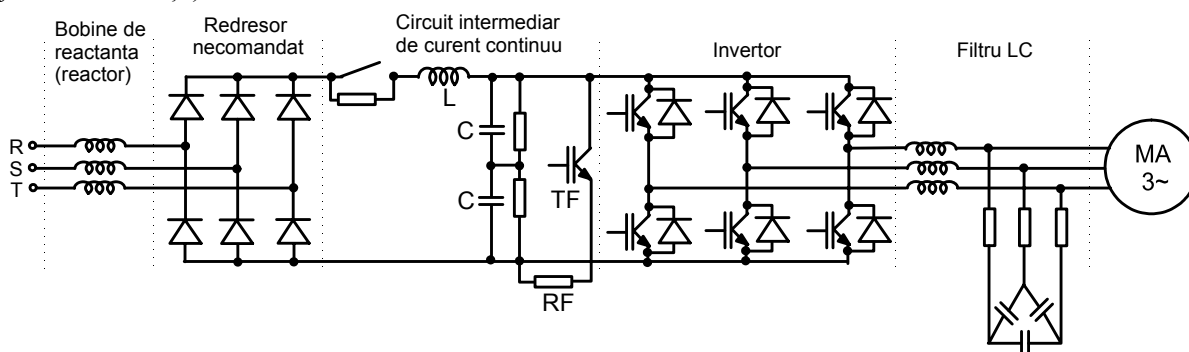 Bobine de
reactanta
(reactor)
Redresor
necomandat
Circuit intermediar
de curent continuu
Invertor
Filtru LC
L
C
C
TF
RF
R
S
T
MA
3~